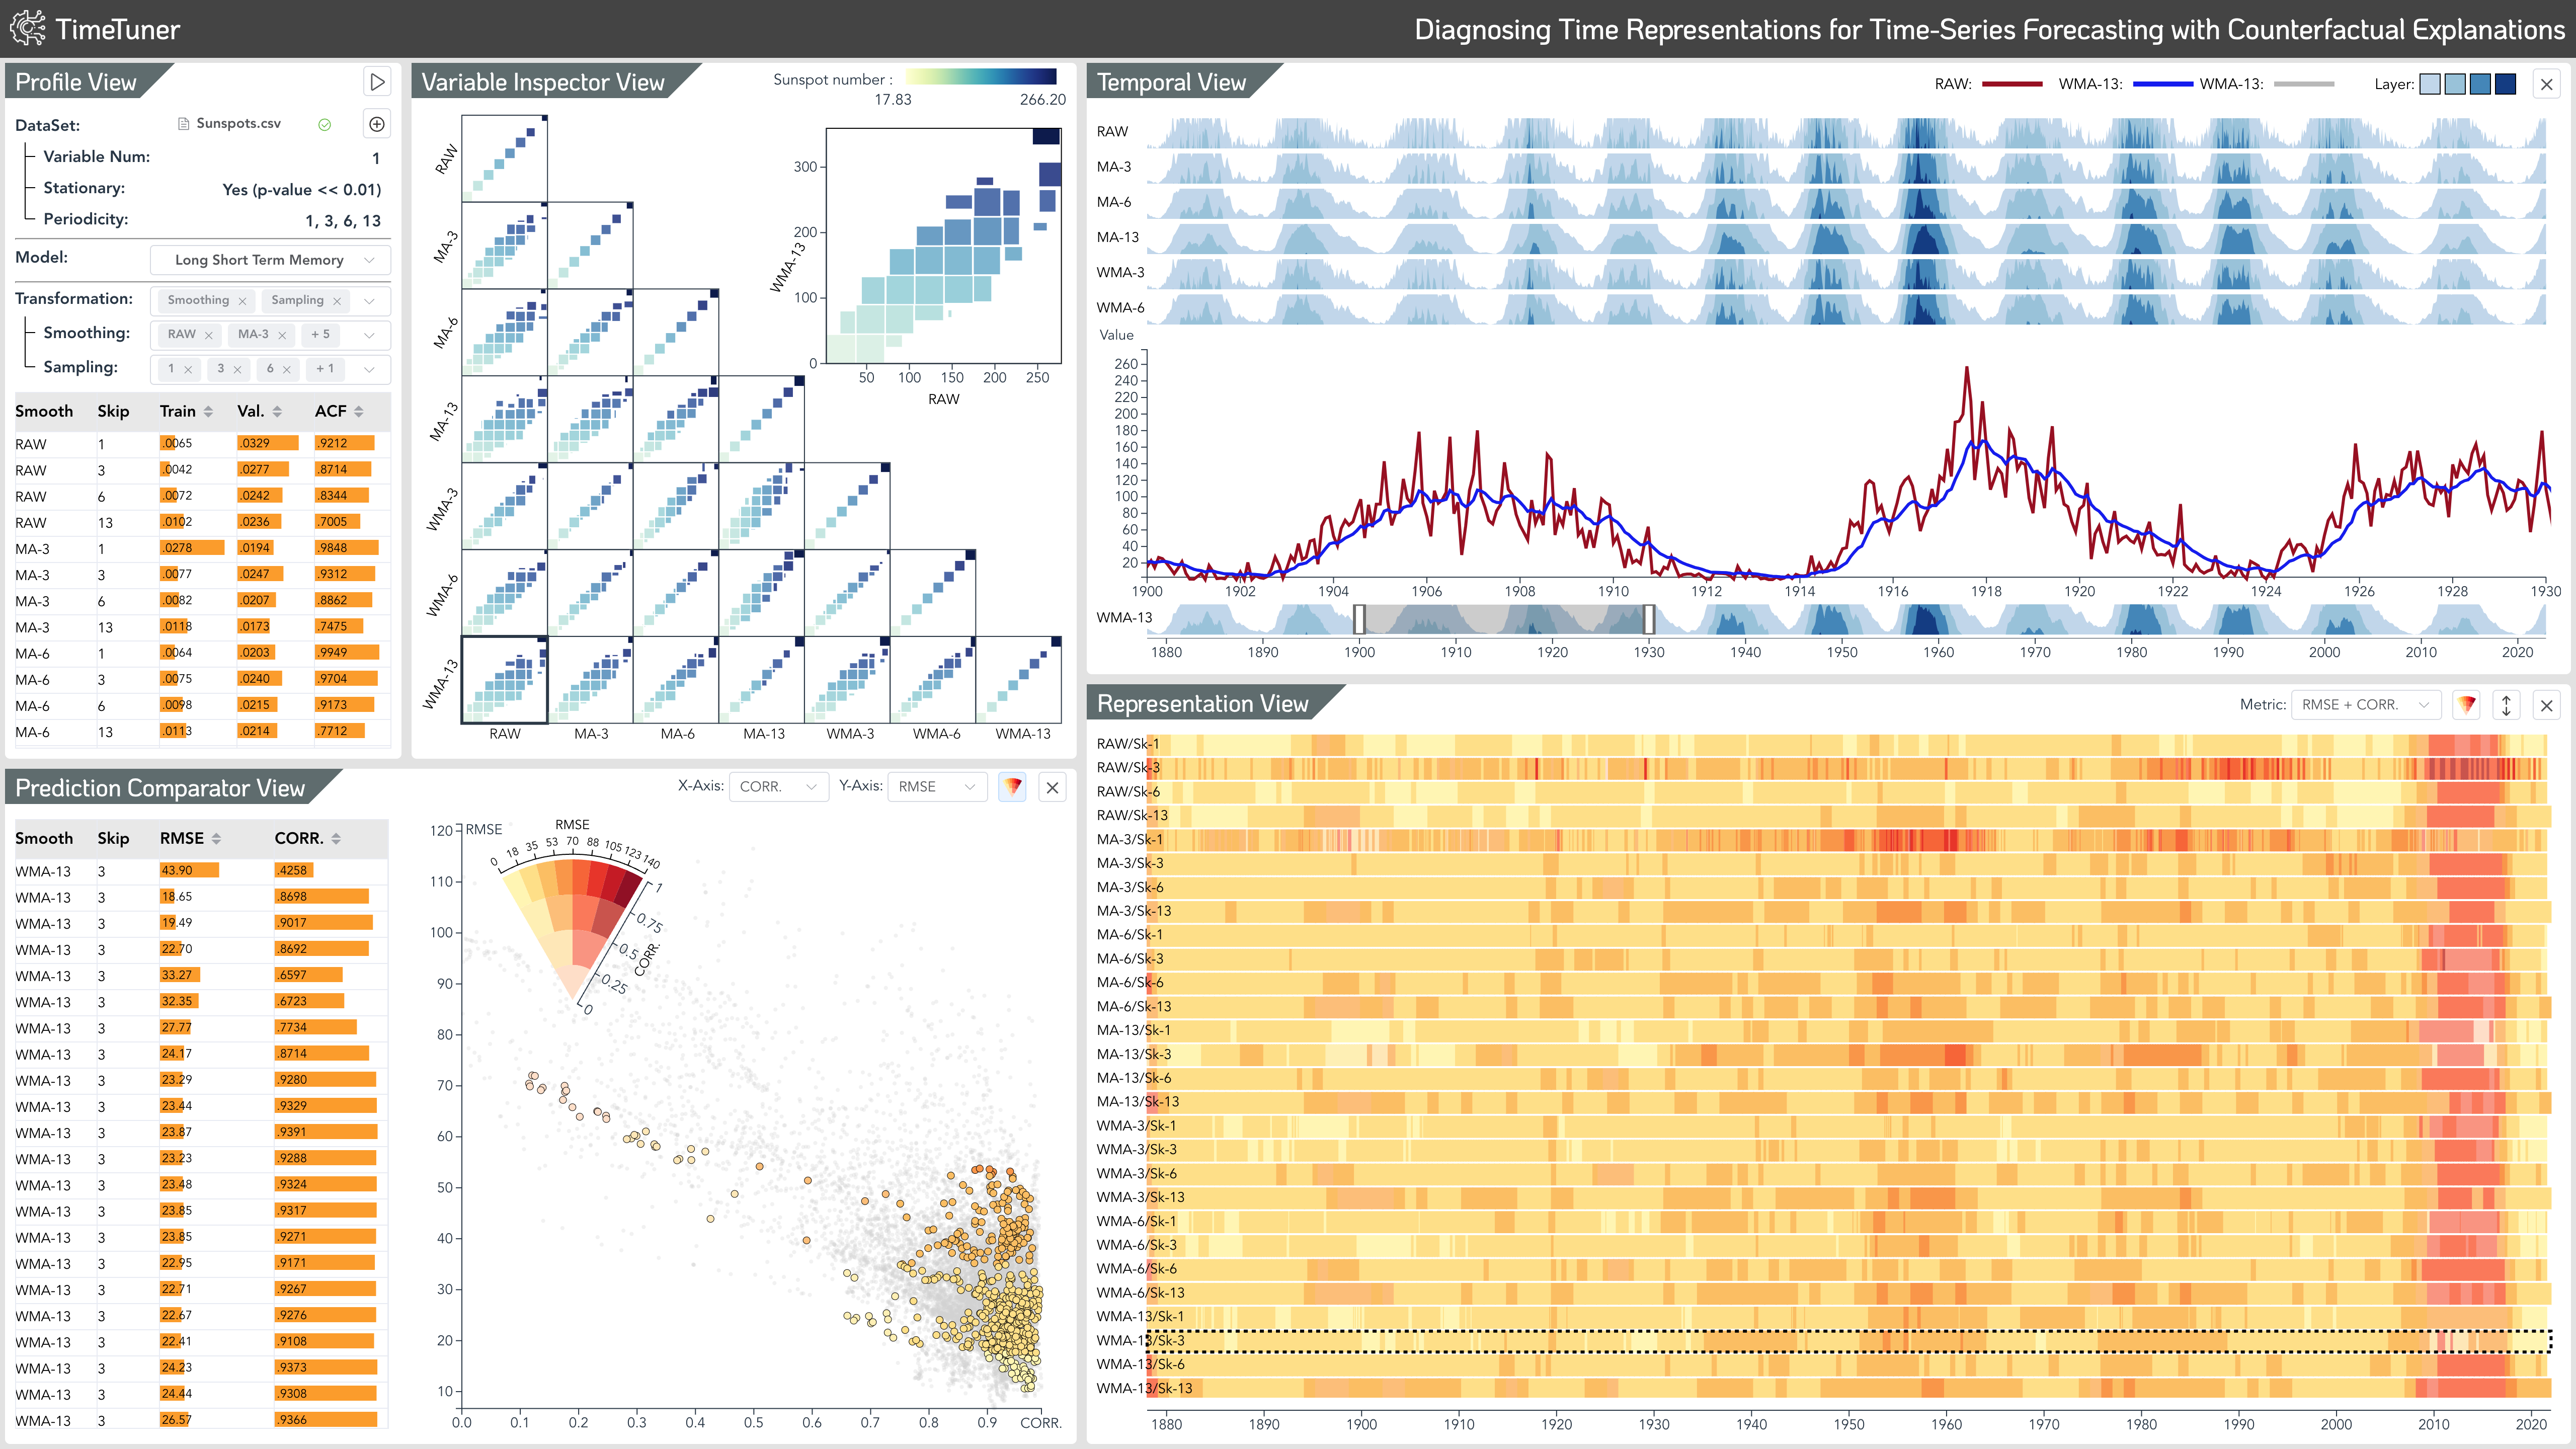 TimeTuner
Diagnosing Time Representations for Time-Series Forecasting with Counterfactual Explanations
Profile View
DataSet: Sunspots.csv
Variable Num: 1
Stationary: Yes (p-value << 0.01)
Periodicity: 1, 3, 6, 13
Model: Long Short Term Memory
Transformation: Smoothing × Sampling ×
Smoothing: RAW × MA-3 × + 5
Sampling: 1 × 3 × 6 × + 1
Smooth Skip Train Val. ACF
RAW 1 .0065 .0329 .9212
RAW 3 .0042 .0277 .8714
RAW 6 .0072 .0242 .8344
RAW 13 .0102 .0236 .7005
MA-3 1 .0278 .0194 .9848
MA-3 3 .0077 .0247 .9312
MA-3 6 .0082 .0207 .8862
MA-3 13 .0118 .0173 .7475
MA-6 1 .0064 .0203 .9949
MA-6 3 .0075 .0240 .9704
MA-6 6 .0098 .0215 .9173
MA-6 13 .0113 .0214 .7712
Variable Inspector View
Sunspot number :
17.83 266.20
RAW
MA-3
MA-6
MA-13
WMA-3
WMA-6
WMA-13
RAW MA-3 MA-6 MA-13 WMA-3 WMA-6 WMA-13
WMA-13
300
200
100
0
50 100 150 200 250
RAW
Temporal View
RAW: WMA-13: WMA-13: Layer:
RAW
MA-3
MA-6
MA-13
WMA-3
WMA-6
Value
260
240
220
200
180
160
140
120
100
80
60
40
20
1900 1902 1904 1906 1908 1910 1912 1914 1916 1918 1920 1922 1924 1926 1928 1930
WMA-13
1880 1890 1900 1910 1920 1930 1940 1950 1960 1970 1980 1990 2000 2010 2020
Prediction Comparator View
X-Axis: CORR. Y-Axis: RMSE
Smooth Skip RMSE CORR.
WMA-13 3 43.90 .4258
WMA-13 3 18.65 .8698
WMA-13 3 19.49 .9017
WMA-13 3 22.70 .8692
WMA-13 3 33.27 .6597
WMA-13 3 32.35 .6723
WMA-13 3 27.77 .7734
WMA-13 3 24.17 .8714
WMA-13 3 23.29 .9280
WMA-13 3 23.44 .9329
WMA-13 3 23.87 .9391
WMA-13 3 23.23 .9288
WMA-13 3 23.48 .9324
WMA-13 3 23.85 .9317
WMA-13 3 23.85 .9271
WMA-13 3 22.95 .9171
WMA-13 3 22.71 .9267
WMA-13 3 22.67 .9276
WMA-13 3 22.41 .9108
WMA-13 3 24.23 .9373
WMA-13 3 24.44 .9308
WMA-13 3 26.57 .9366
RMSE
120
110
100
90
80
70
60
50
40
30
20
10
0.0 0.1 0.2 0.3 0.4 0.5 0.6 0.7 0.8 0.9 CORR.
RMSE
0 18 35 53 70 88 105 123 140
1
0.75
0.5
0.25
0
CORR.
Representation View
Metric: RMSE + CORR.
RAW/Sk-1
RAW/Sk-3
RAW/Sk-6
RAW/Sk-13
MA-3/Sk-1
MA-3/Sk-3
MA-3/Sk-6
MA-3/Sk-13
MA-6/Sk-1
MA-6/Sk-3
MA-6/Sk-6
MA-6/Sk-13
MA-13/Sk-1
MA-13/Sk-3
MA-13/Sk-6
MA-13/Sk-13
WMA-3/Sk-1
WMA-3/Sk-3
WMA-3/Sk-6
WMA-3/Sk-13
WMA-6/Sk-1
WMA-6/Sk-3
WMA-6/Sk-6
WMA-6/Sk-13
WMA-13/Sk-1
WMA-13/Sk-3
WMA-13/Sk-6
WMA-13/Sk-13
1880 1890 1900 1910 1920 1930 1940 1950 1960 1970 1980 1990 2000 2010 2020